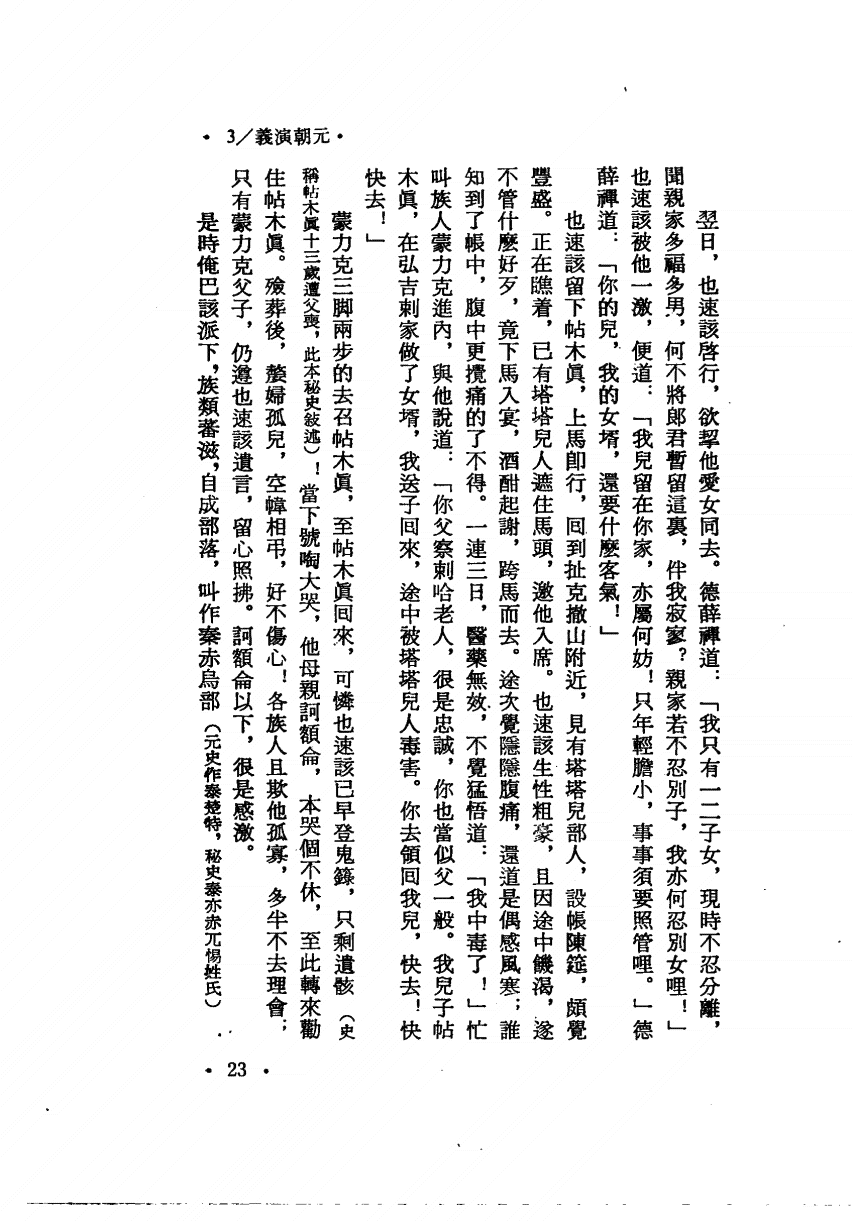 •3/義演朝元•
翌日，也速該啓行，欲挈他愛女同去。德薛禪道：「我只有一二子女，現時不忍分離，
聞親家多福多男，何不將郎君暫留這裏，伴我寂寥？親家若不忍別子，我亦何忍別女哩！」
也速該被他一激，便道：「我兒留在你家，亦屬何妨！只年輕膽小，事事須要照管哩。」德
薛禪道：「你的兒，我的女壻，還要什麼客氣！」
也速該留下帖木眞，上馬卽行，回到扯克撤山附近，見有塔塔兒部人，設帳陳筵，頗覺
豐盛。正在瞧着，已有塔塔兒人遮住馬頭，邀他入席。也速該生性粗豪，且因途中饑渴，遂
不管什麼好歹，竟下馬入宴，酒酣起謝，跨馬而去。途次覺隱隱腹痛，還道是偶感風寒；誰
知到了帳中，腹中更攪痛的了不得。一連三日，醫藥無效，不覺猛悟道：「我中毒了！」忙
叫族人蒙力克進內，與他說道：「你父察剌哈老人，很是忠誠，你也當似父一般。我兒子帖
木眞，在弘吉剌家做了女壻，我送子回來，途中被塔塔兒人毒害。你去領回我兒，快去！快
快去！」
蒙力克三脚兩步的去召帖木眞，至帖木眞回來，可憐也速該已早登鬼籙，只剩遺骸（史
稱帖木眞十三歲遭父喪，此本秘史敍述）！當下號啕大哭，他母親訶額侖，本哭個不休，至此轉來勸
住帖木眞。殮葬後，嫠婦孤兒，空幃相弔，好不傷心！各族人且欺他孤寡，多半不去理會；
只有蒙力克父子，仍遵也速該遺言，留心照拂。訶額侖以下，很是感激。
是時俺巴該派下，族類蕃滋，自成部落，叫作秦赤烏部（元史作泰楚特，秘史泰亦赤兀惕姓氏）
•23•